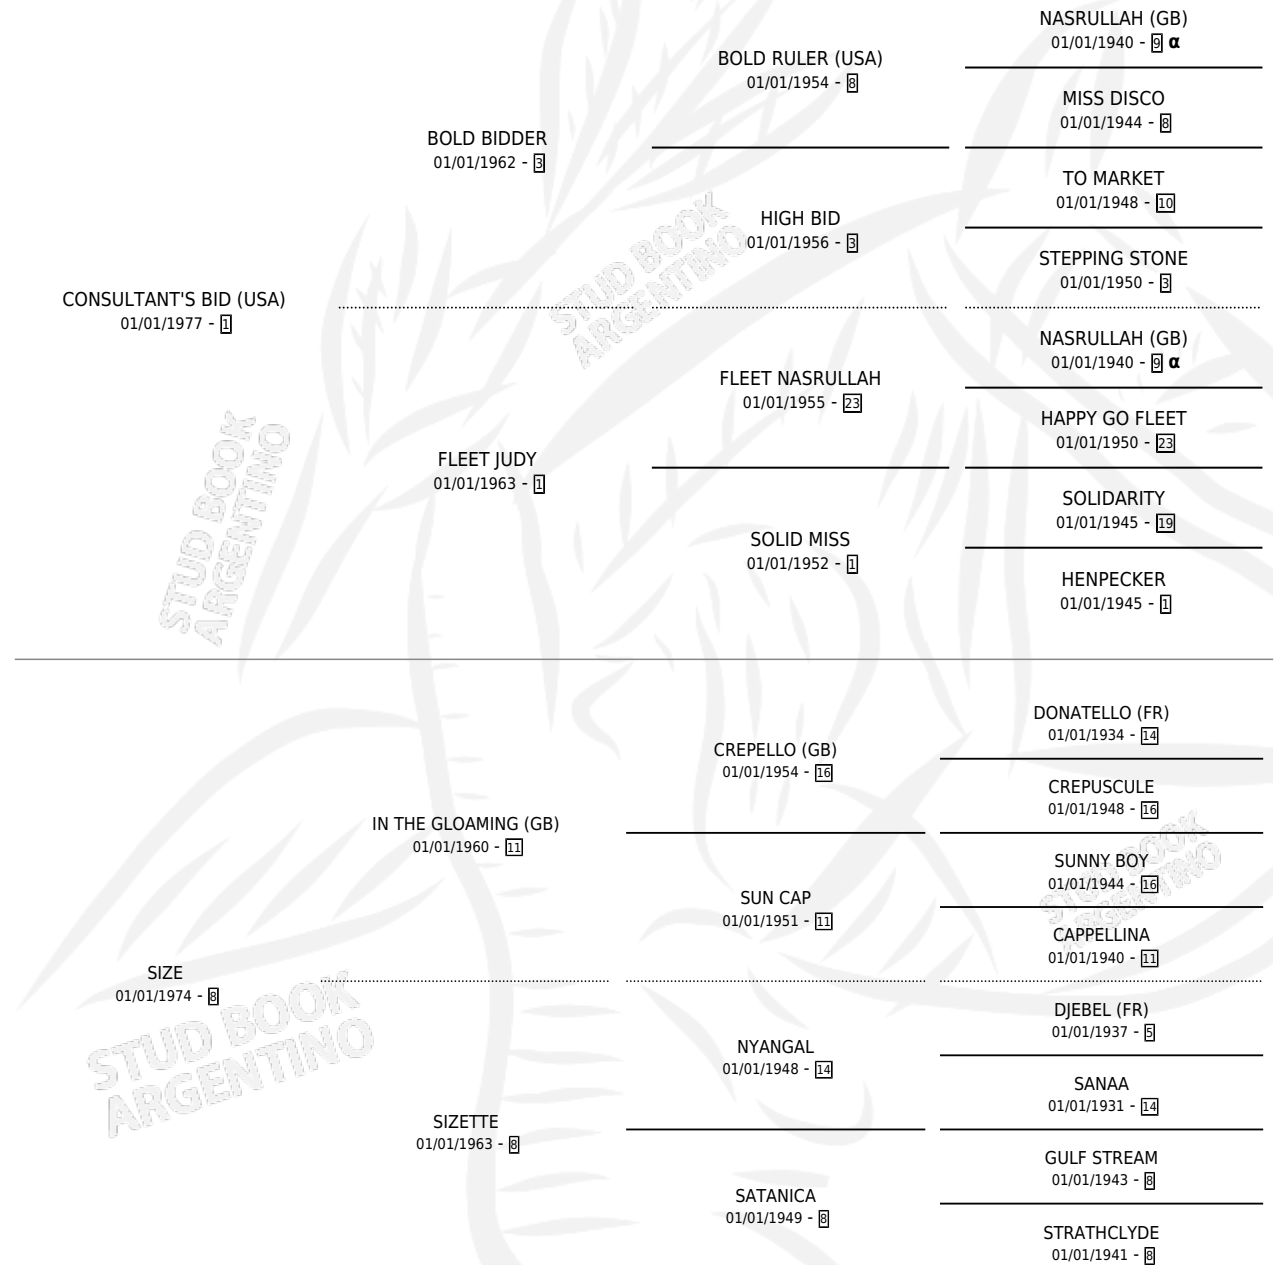 NASRULLAH (GB)
01/01/1940 - 9 α
BOLD RULER (USA)
01/01/1954 - 8
MISS DISCO
01/01/1944 - 8
BOLD BIDDER
01/01/1962 - 3
TO MARKET
01/01/1948 - 10
HIGH BID
01/01/1956 - 3
STEPPING STONE
01/01/1950 - 3
CONSULTANT'S BID (USA)
01/01/1977 - 1
NASRULLAH (GB)
01/01/1940 - 9 α
FLEET NASRULLAH
01/01/1955 - 23
HAPPY GO FLEET
01/01/1950 - 23
FLEET JUDY
01/01/1963 - 1
SOLIDARITY
01/01/1945 - 19
SOLID MISS
01/01/1952 - 1
HENPECKER
01/01/1945 - 1
DONATELLO (FR)
01/01/1934 - 14
CREPELLO (GB)
01/01/1954 - 16
CREPUSCULE
01/01/1948 - 16
IN THE GLOAMING (GB)
01/01/1960 - 11
SUNNY BOY
01/01/1944 - 16
SUN CAP
01/01/1951 - 11
CAPPELLINA
01/01/1940 - 11
SIZE
01/01/1974 - 8
DJEBEL (FR)
01/01/1937 - 5
NYANGAL
01/01/1948 - 14
SANAA
01/01/1931 - 14
SIZETTE
01/01/1963 - 8
GULF STREAM
01/01/1943 - 8
SATANICA
01/01/1949 - 8
STRATHCLYDE
01/01/1941 - 8
STUD BOOK
ARGENTINO
STUD BOOK
ARGENTINO
STUD BOOK
ARGENTINO
STUD BOOK
ARGENTINO